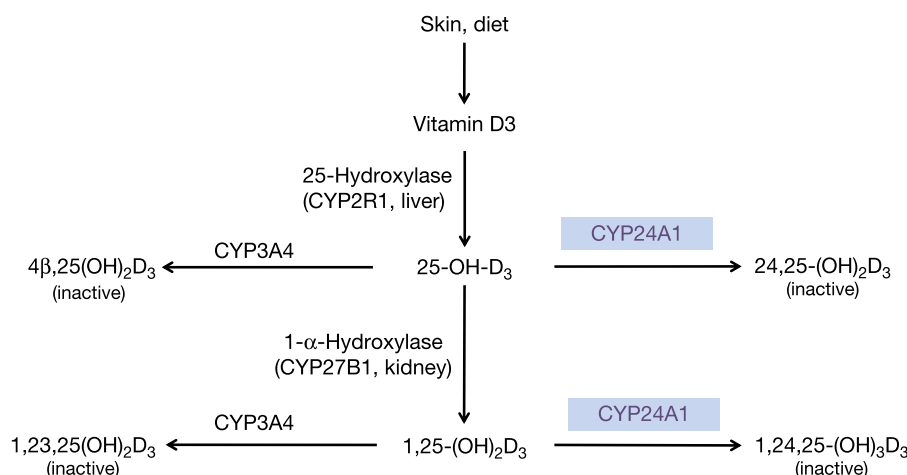 Skin, diet
Vitamin D3
25-Hydroxylase
(CYP2R1, liver)
CYP24A1
CYP3A4
4β,25(OH)₂D₃
(inactive)
25-OH-D₃
24,25-(OH)₂D₃
(inactive)
1-α-Hydroxylase
(CYP27B1, kidney)
CYP3A4
CYP24A1
1,23,25(OH)₂D₃
(inactive)
1,25-(OH)₂D₃
1,24,25-(OH)₃D₃
(inactive)